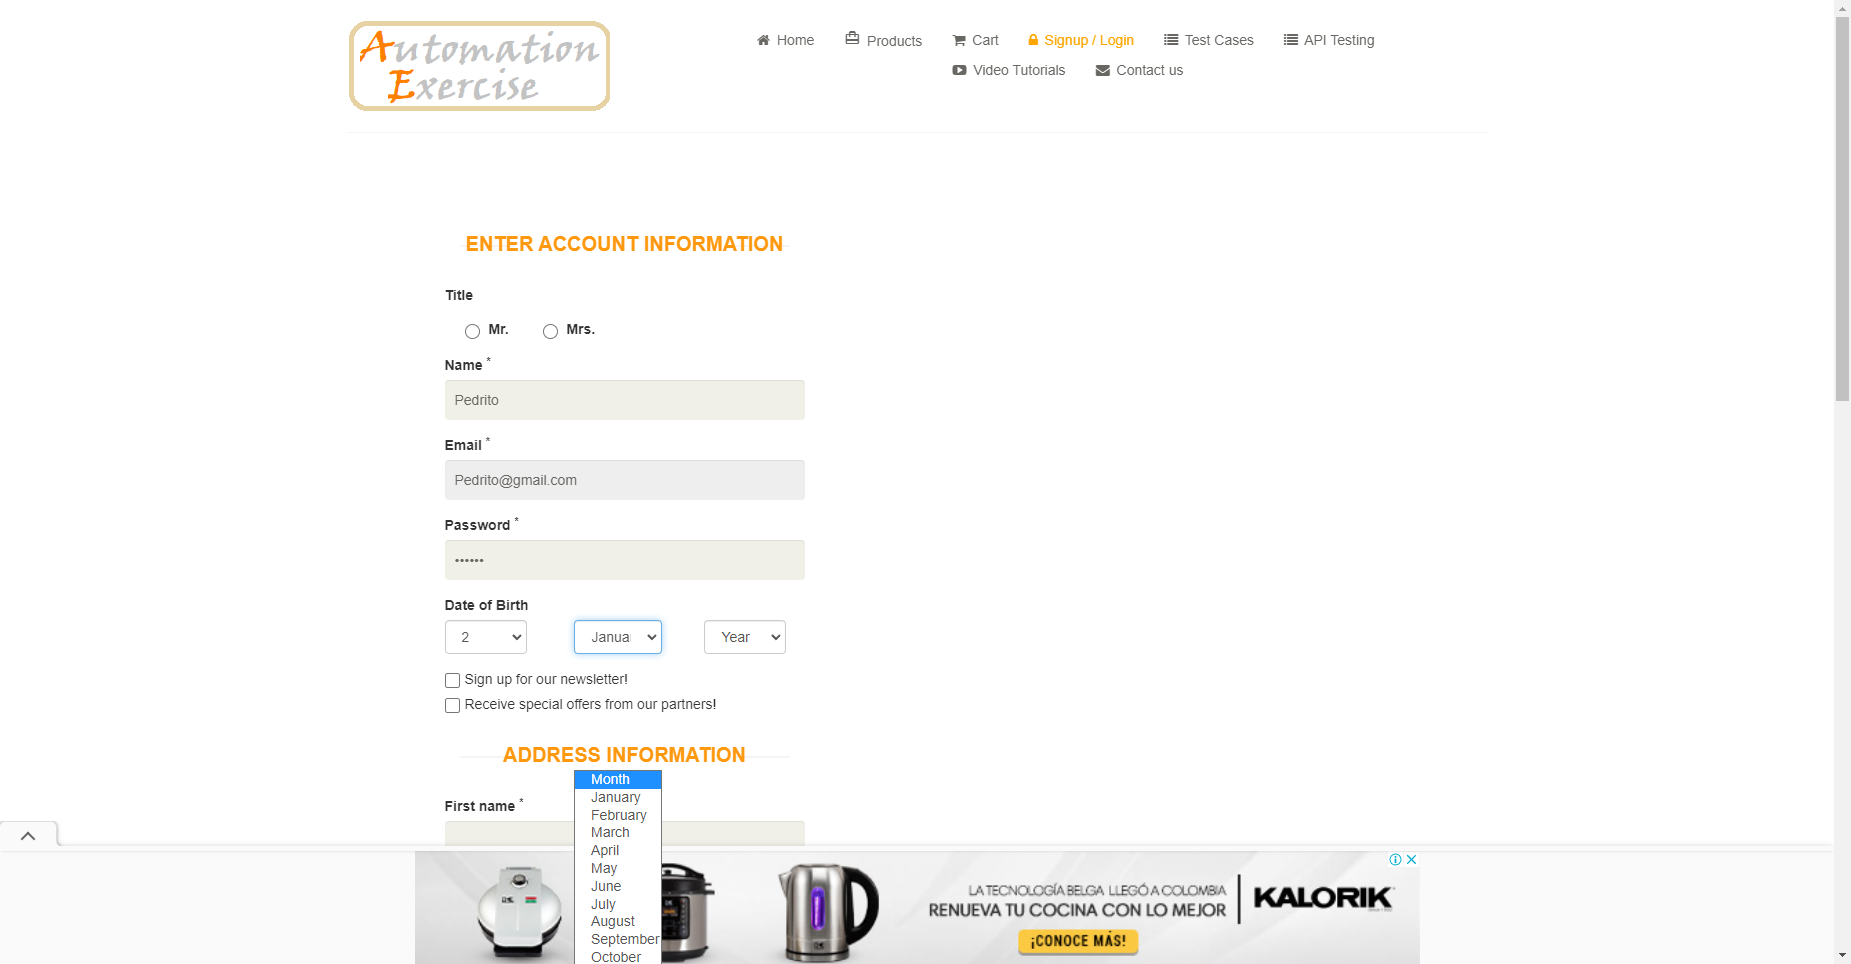 Automation
Exercise
Home
Products
Cart
Signup / Login
Test Cases
API Testing
Video Tutorials
Contact us
ENTER ACCOUNT INFORMATION
Title
Mr.
Mrs.
Name *
Pedrito
Email *
Pedrito@gmail.com
Password *
••••••
Date of Birth
2
Januar
Year
Sign up for our newsletter!
Receive special offers from our partners!
ADDRESS INFORMATION
First name *
Month
January
February
March
April
May
June
July
August
September
October
LA TECNOLOGÍA BELGA LLEGÓ A COLOMBIA
RENUEVA TU COCINA CON LO MEJOR
¡CONOCE MÁS!
KALORIK